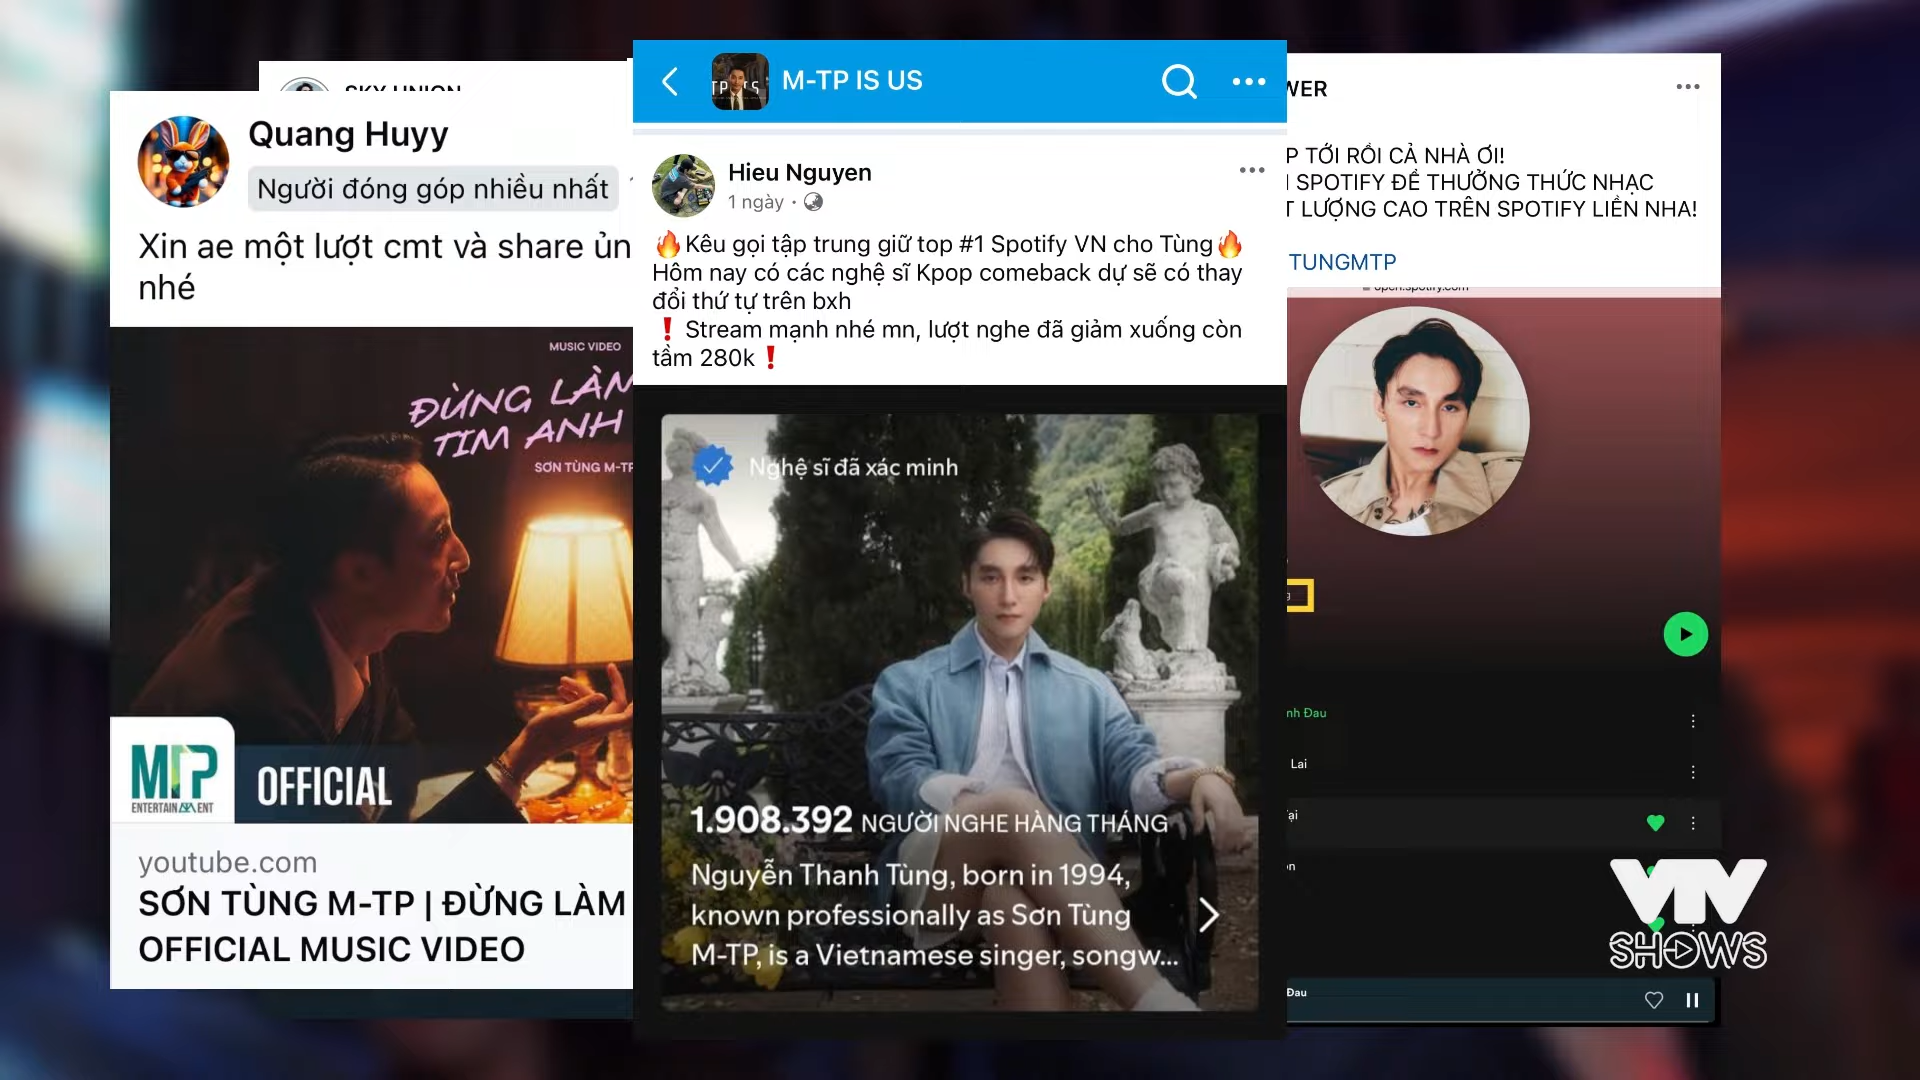 SKY UNION
Quang Huyy
Người đóng góp nhiều nhất
Xin ae một lượt cmt và share ủn
nhé
MUSIC VIDEO
ĐỪNG LÀM
TIM ANH
SƠN TÙNG M-TP
MTP
ENTERTAINMENT
OFFICIAL
youtube.com
SƠN TÙNG M-TP | ĐỪNG LÀM
OFFICIAL MUSIC VIDEO
M-TP IS US
Hieu Nguyen
1 ngày ·
🔥Kêu gọi tập trung giữ top #1 Spotify VN cho Tùng🔥
Hôm nay có các nghệ sĩ Kpop comeback dự sẽ có thay
đổi thứ tự trên bxh
❗ Stream mạnh nhé mn, lượt nghe đã giảm xuống còn
tầm 280k❗
Nghệ sĩ đã xác minh
1.908.392 NGƯỜI NGHE HÀNG THÁNG
Nguyễn Thanh Tùng, born in 1994,
known professionally as Sơn Tùng
M-TP, is a Vietnamese singer, songw...
WER
P TỚI RỒI CẢ NHÀ ƠI!
SPOTIFY ĐỂ THƯỞNG THỨC NHẠC
T LƯỢNG CAO TRÊN SPOTIFY LIỀN NHA!
TUNGMTP
open.spotify.com
nh Đau
Lai
ại
ơn
Đau
VTV
SHOWS